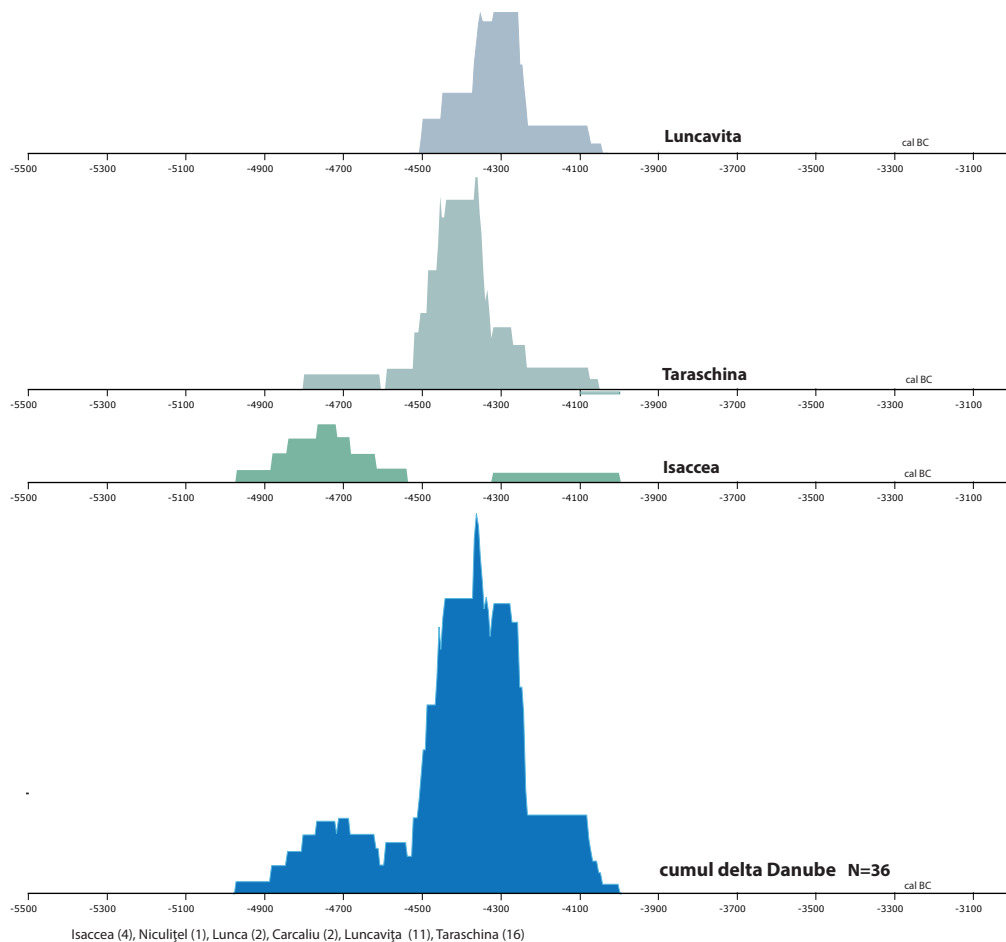 Luncavita
cal BC
-5500 -5300 -5100 -4900 -4700 -4500 -4300 -4100 -3900 -3700 -3500 -3300 -3100
Taraschina
cal BC
-5500 -5300 -5100 -4900 -4700 -4500 -4300 -4100 -3900 -3700 -3500 -3300 -3100
Isaccea
cal BC
-5500 -5300 -5100 -4900 -4700 -4500 -4300 -4100 -3900 -3700 -3500 -3300 -3100
cumul delta Danube N=36
cal BC
-5500 -5300 -5100 -4900 -4700 -4500 -4300 -4100 -3900 -3700 -3500 -3300 -3100
Isaccea (4), Niculiţel (1), Lunca (2), Carcaliu (2), Luncaviţa (11), Taraschina (16)